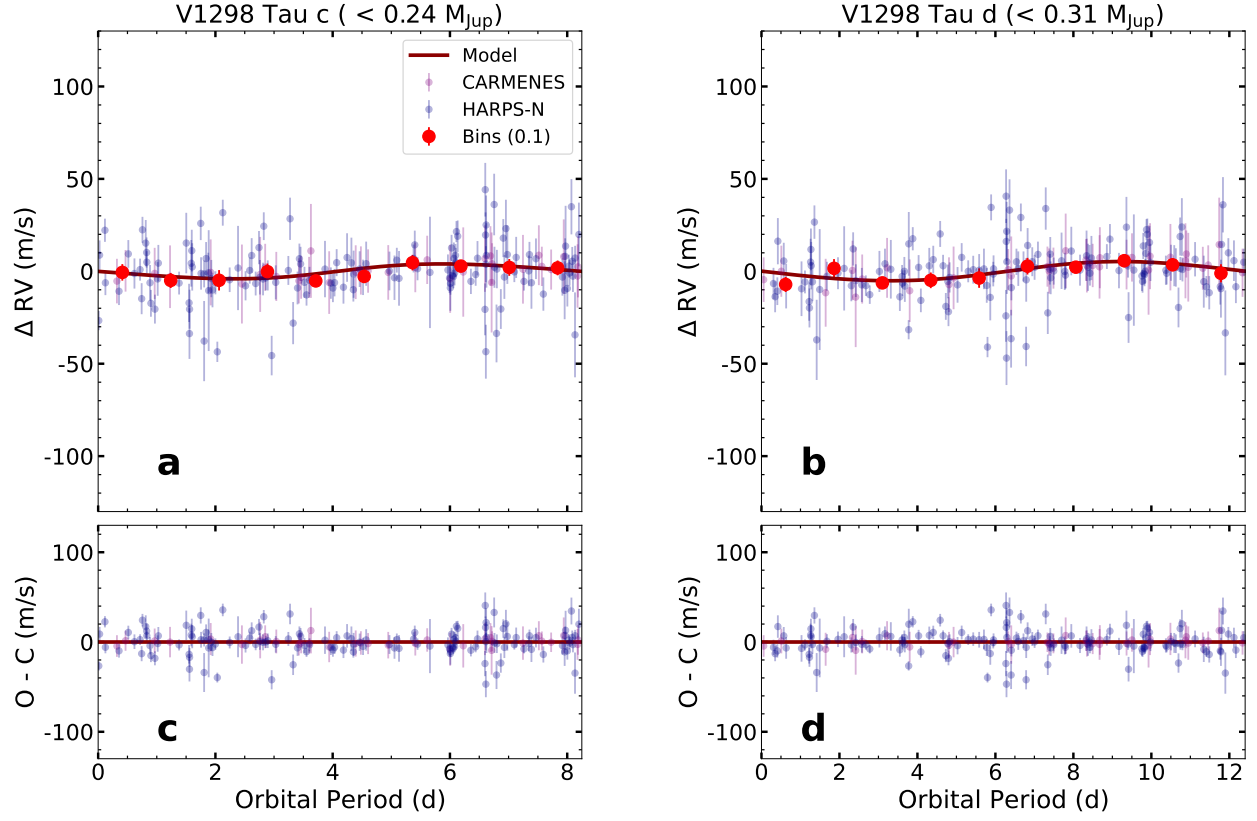 V1298 Tau c ( < 0.24 MJup)
Model
CARMENES
HARPS-N
Bins (0.1)
100
50
0
-50
-100
Δ RV (m/s)
a
100
0
-100
O - C (m/s)
c
0 2 4 6 8
Orbital Period (d)
V1298 Tau d (< 0.31 MJup)
100
50
0
-50
-100
Δ RV (m/s)
b
100
0
-100
O - C (m/s)
d
0 2 4 6 8 10 12
Orbital Period (d)